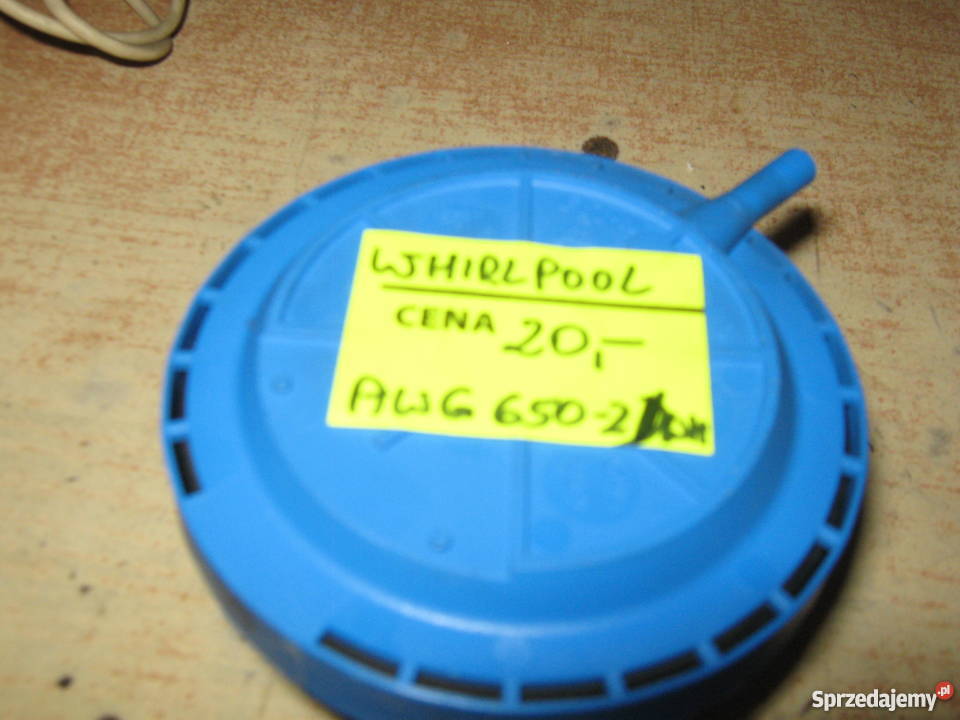 WHIRLPOOL
CENA 20,-
AWG 650-2
Sprzedajemy.pl